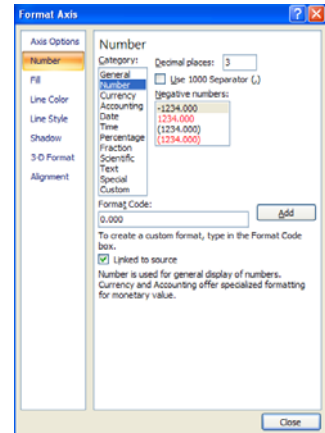 Format Axis
Axis Options
Number
Fill
Line Color
Line Style
Shadow
3-D Format
Alignment
Number
Category:
General
Number
Currency
Accounting
Date
Time
Percentage
Fraction
Scientific
Text
Special
Custom
Decimal places: 3
Use 1000 Separator (,)
Negative numbers:
-1234.000
1234.000
(1234.000)
(1234.000)
Format Code:
0.000
Add
To create a custom format, type in the Format Code
box.
Linked to source
Number is used for general display of numbers.
Currency and Accounting offer specialized formatting
for monetary value.
Close